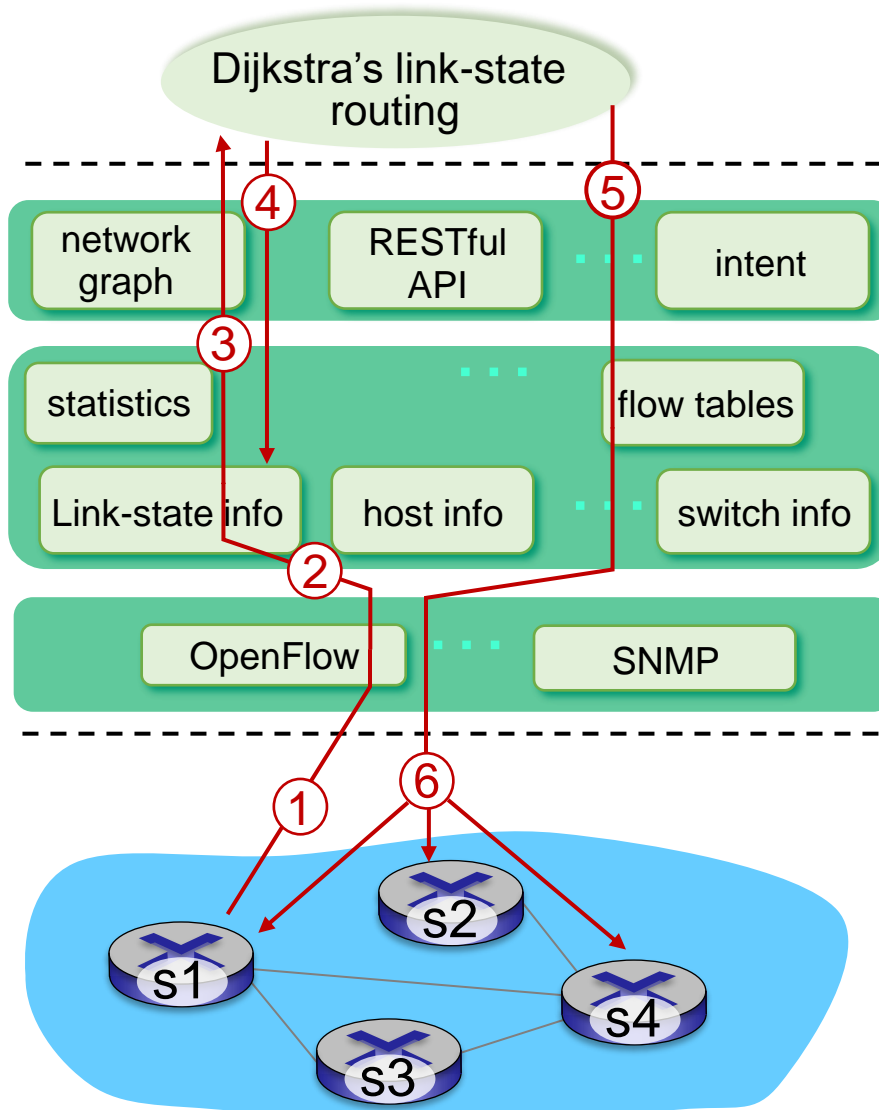 Dijkstra’s link-state
routing
4
5
network
graph
RESTful
API
intent
3
statistics
flow tables
Link-state info
host info
switch info
2
OpenFlow
SNMP
1
6
s2
s1
s4
s3